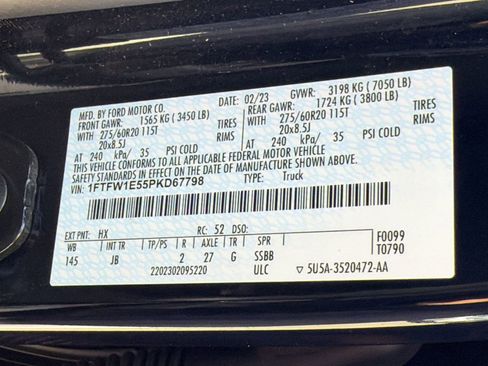 MFD. BY FORD MOTOR CO.
DATE: 02/23 GVWR: 3198 KG ( 7050 LB)
FRONT GAWR: 1565 KG ( 3450 LB) REAR GAWR: 1724 KG ( 3800 LB)
WITH 275/60R20 115T TIRES WITH 275/60R20 115T TIRES
20x8.5J RIMS 20x8.5J RIMS
AT 240 kPa/ 35 PSI COLD AT 240 kPa/ 35 PSI COLD
THIS VEHICLE CONFORMS TO ALL APPLICABLE FEDERAL MOTOR VEHICLE
SAFETY STANDARDS IN EFFECT ON THE DATE OF MANUFACTURE SHOWN ABOVE.
VIN: 1FTFW1E55PKD67798 TYPE: Truck
EXT PNT: HX RC: 52 DSO: F0099
WB INT TR TP/PS R AXLE TR SPR T0790
145 JB 2 27 G SSBB
2202302095220 ULC ▽ 5U5A-3520472-AA